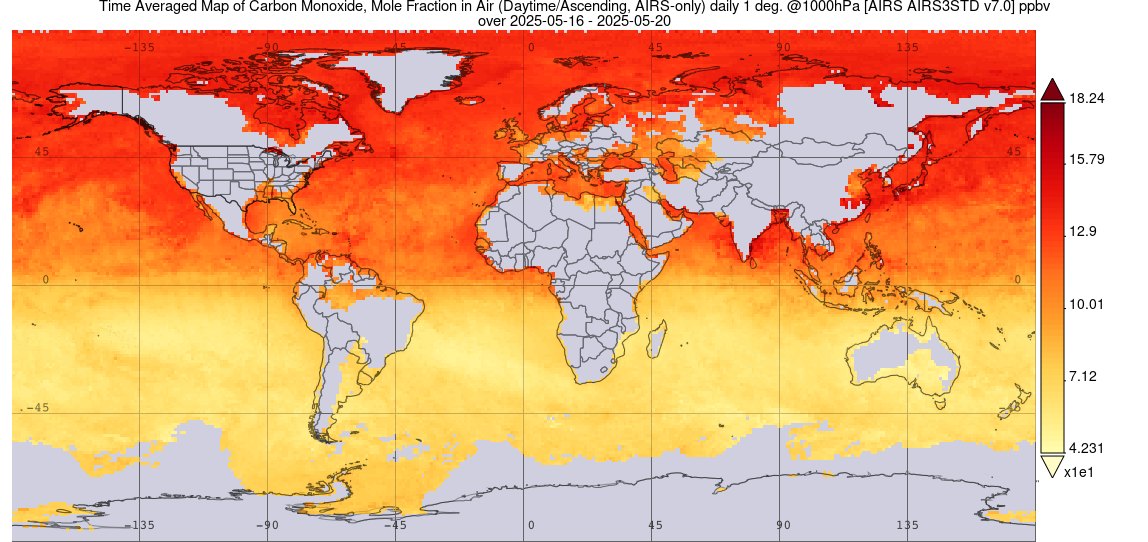 Time Averaged Map of Carbon Monoxide, Mole Fraction in Air (Daytime/Ascending, AIRS-only) daily 1 deg. @1000hPa [AIRS AIRS3STD v7.0] ppbv
over 2025-05-16 - 2025-05-20
-135 -90 -45 0 45 90 135
18.24
45 45
15.79
12.9
0 0
10.01
7.12
-45 -45
4.231
x1e1
-135 -90 -45 0 45 90 135